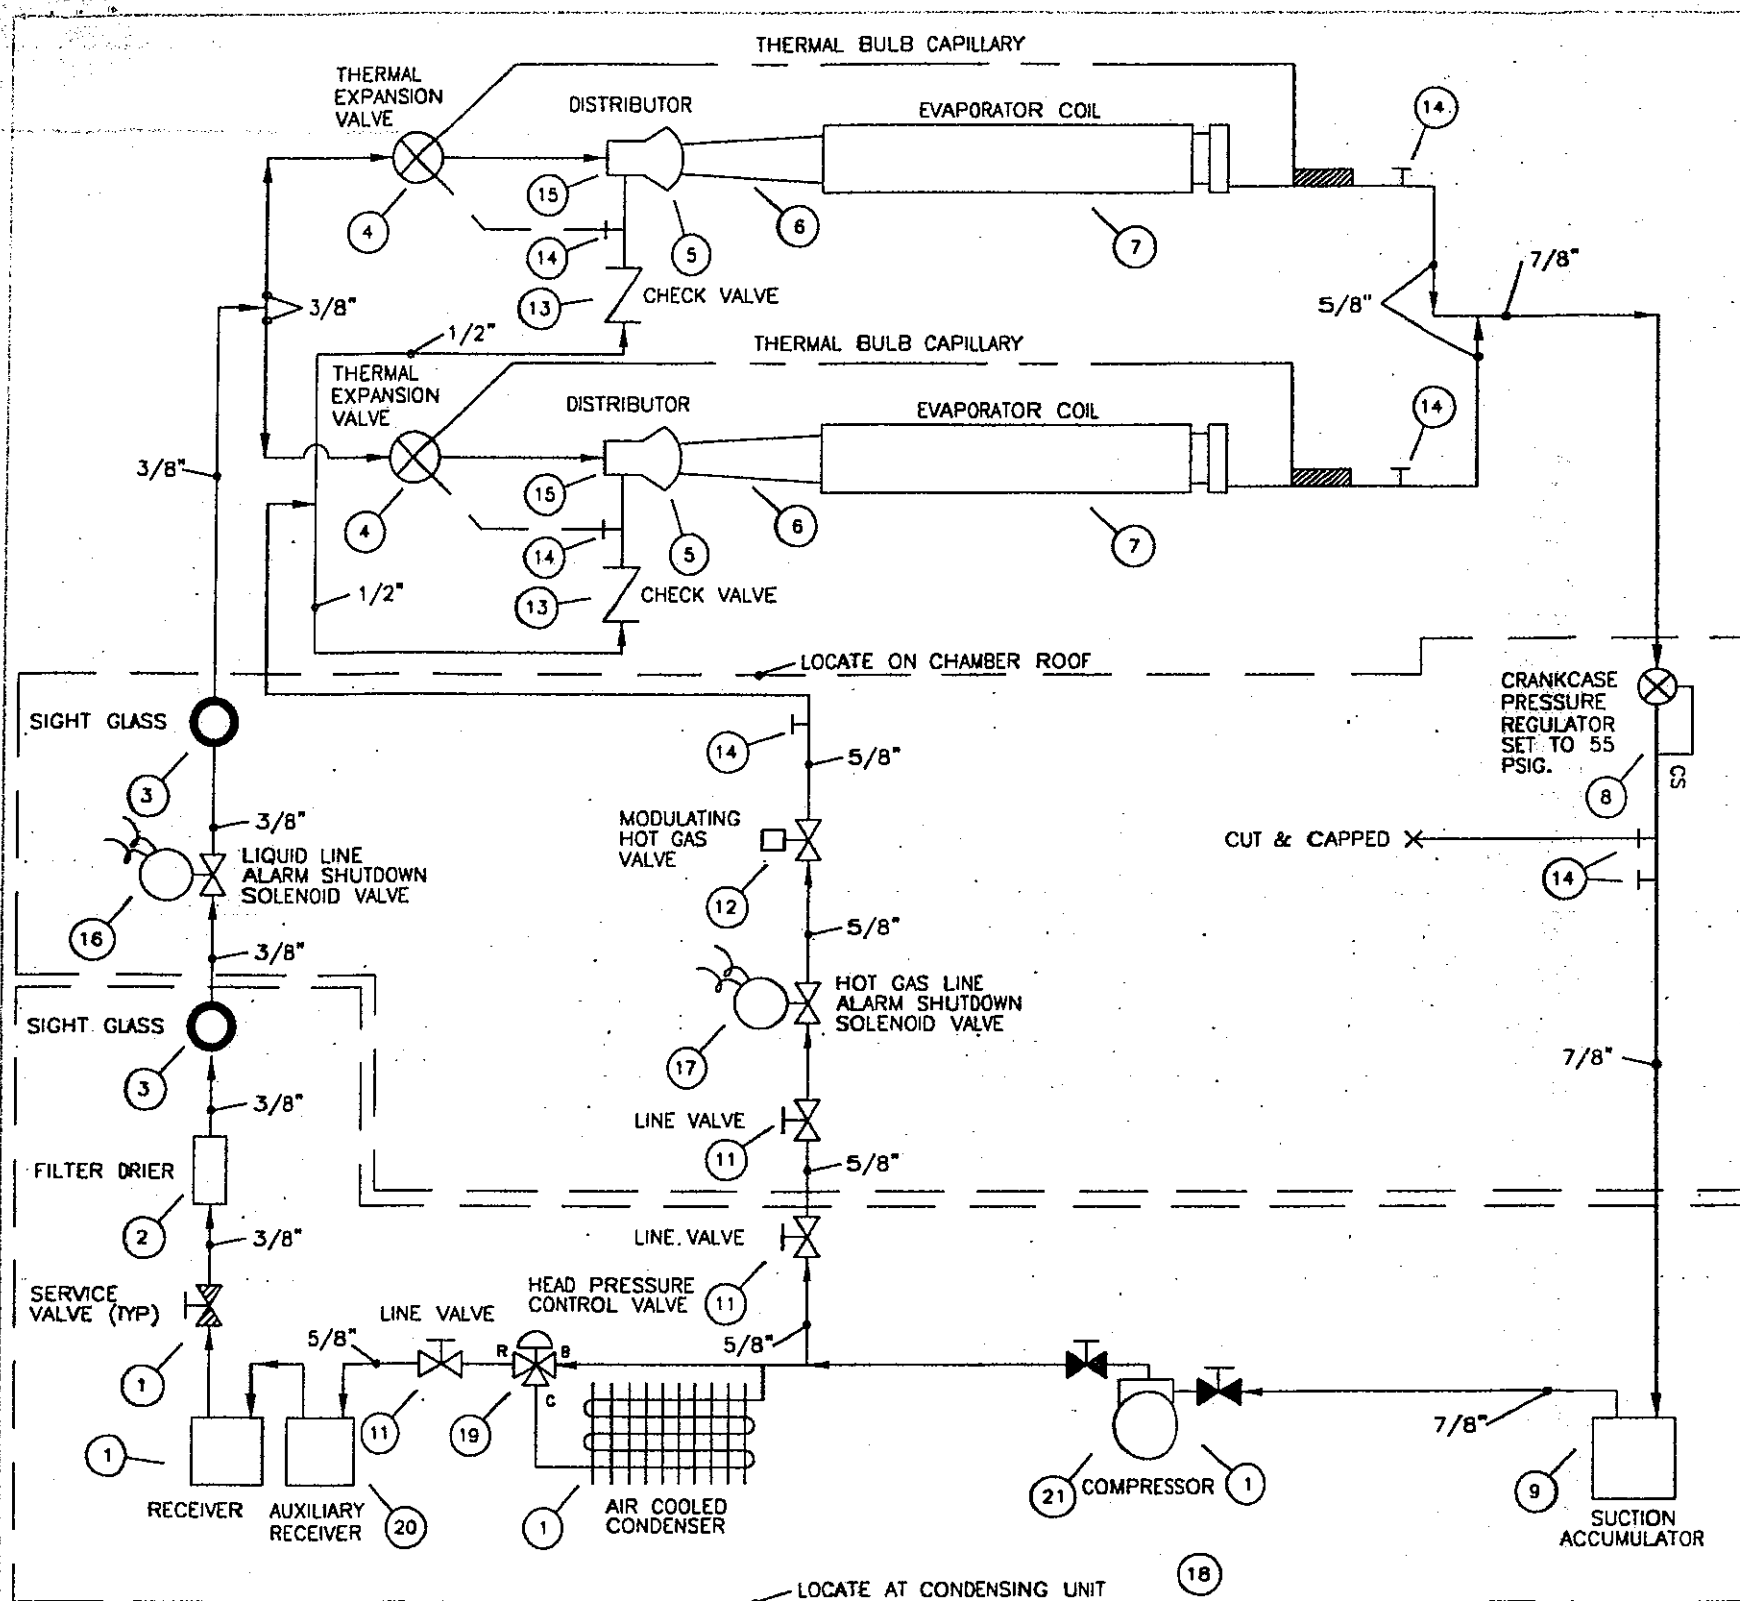 THERMAL BULB CAPILLARY
THERMAL
EXPANSION
VALVE
DISTRIBUTOR
EVAPORATOR COIL
14
15
4
14
5
6
7
7/8"
5/8"
3/8"
13
CHECK VALVE
1/2"
THERMAL BULB CAPILLARY
THERMAL
EXPANSION
VALVE
DISTRIBUTOR
EVAPORATOR COIL
14
3/8"
15
4
14
5
6
7
1/2"
13
CHECK VALVE
LOCATE ON CHAMBER ROOF
SIGHT GLASS
3
14
5/8"
CRANKCASE
PRESSURE
REGULATOR
SET TO 55
PSIG.
8
CS
3/8"
LIQUID LINE
ALARM SHUTDOWN
SOLENOID VALVE
16
MODULATING
HOT GAS
VALVE
12
CUT & CAPPED
14
3/8"
5/8"
SIGHT GLASS
3
HOT GAS LINE
ALARM SHUTDOWN
SOLENOID VALVE
17
7/8"
3/8"
LINE VALVE
11
5/8"
FILTER DRIER
2
3/8"
LINE VALVE
11
SERVICE
VALVE (TYP)
1
LINE VALVE
HEAD PRESSURE
CONTROL VALVE
5/8"
5/8"
R
B
C
11
19
7/8"
1
RECEIVER
AUXILIARY
RECEIVER
20
1
AIR COOLED
CONDENSER
21
COMPRESSOR
1
9
SUCTION
ACCUMULATOR
18
LOCATE AT CONDENSING UNIT